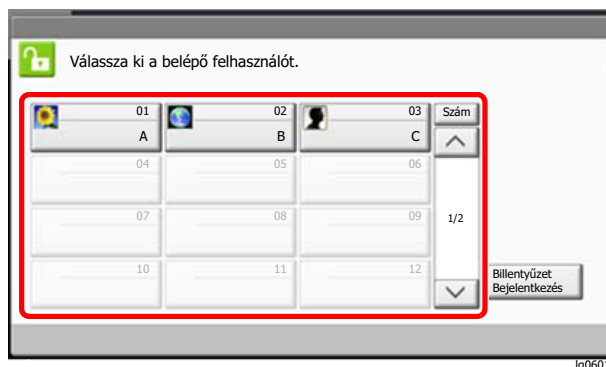 Válassza ki a belépő felhasználót.
01 02 03 Szám
A B C
04 05 06
07 08 09 1/2
10 11 12
Billentyűzet
Bejelentkezés
lg0601